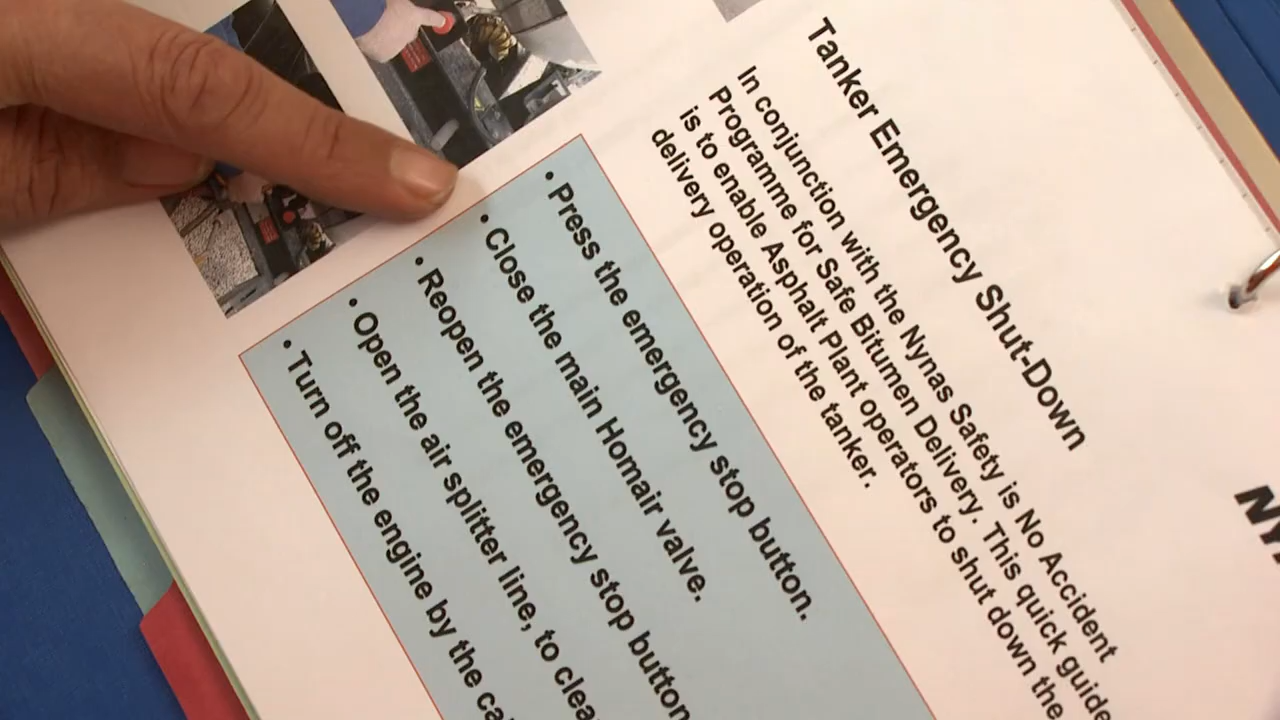 Tanker Emergency Shut-Down
In conjunction with the Nynas Safety is No Accident
Programme for Safe Bitumen Delivery. This quick guide
is to enable Asphalt Plant operators to shut down the
delivery operation of the tanker.
• Press the emergency stop button.
• Close the main Homair valve.
• Reopen the emergency stop button
• Open the air splitter line, to clea
• Turn off the engine by the